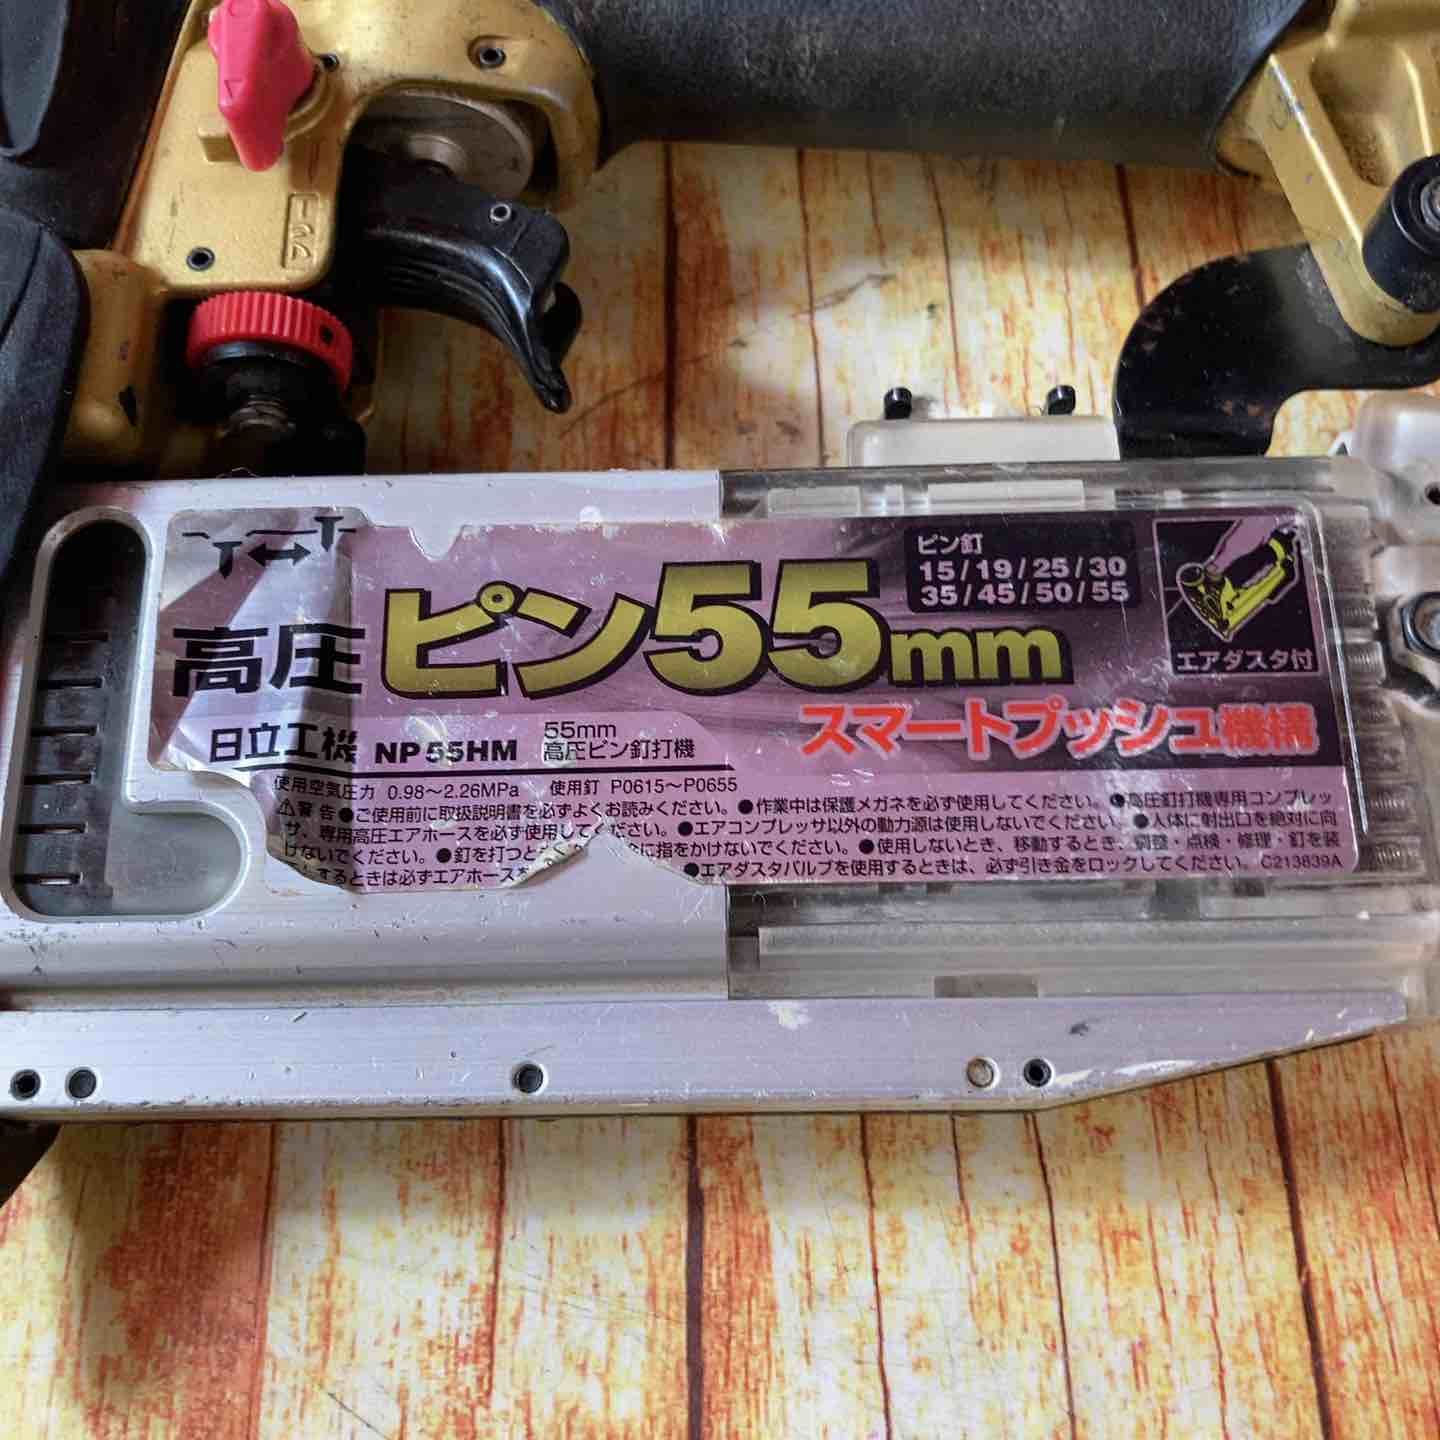 フリー
T↔T
ピン釘
15/19/25/30
35/45/50/55
高圧 ピン55mm
エアダスタ付
スマートプッシュ機構
日立工機 NP55HM 55mm
高圧ピン釘打機
使用空気圧力 0.98〜2.26MPa 使用釘 P0615〜P0655
⚠警告 ●ご使用前に取扱説明書を必ずよくお読みください。●作業中は保護メガネを必ず使用してください。●高圧釘打機専用コンプレッ
サ、専用高圧エアホースを必ず使用してください。●エアコンプレッサ以外の動力源は使用しないでください。●人体に射出口を絶対に向
けないでください。●釘を打つとき に指をかけないでください。●使用しないとき、移動するとき、調整・点検・修理・釘を装
するときは必ずエアホースを ●エアダスタバルブを使用するときは、必ず引き金をロックしてください。 C213839A